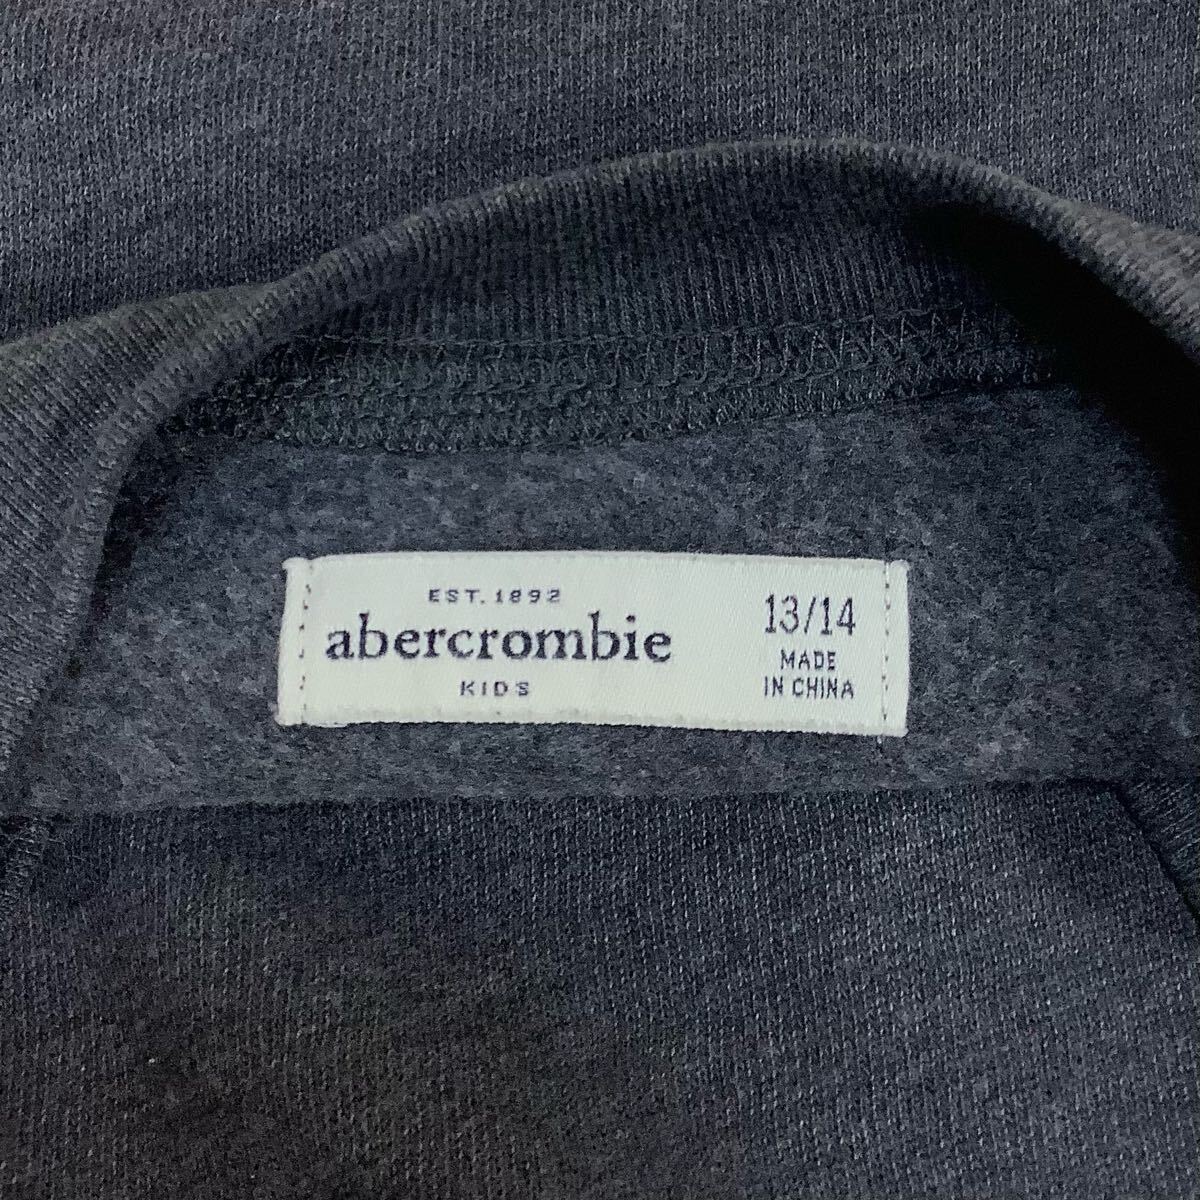 EST. 1892
abercrombie
KIDS
13/14
MADE
IN CHINA